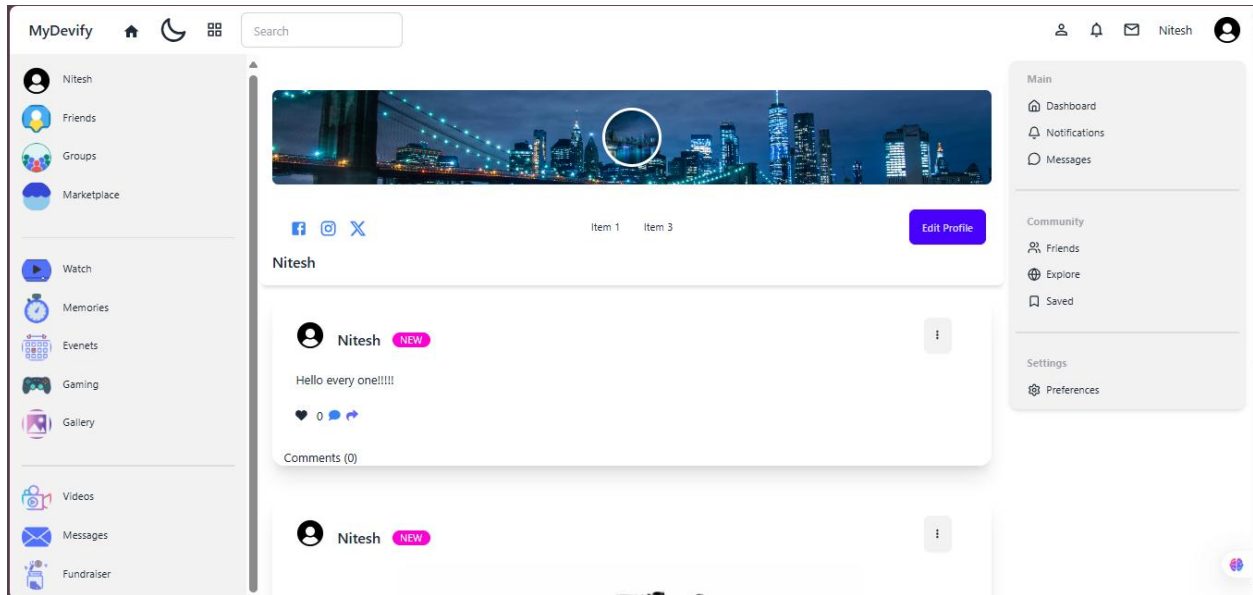 MyDevify
Search
Nitesh
Nitesh
Friends
Groups
Marketplace
Watch
Memories
Evenets
Gaming
Gallery
Videos
Messages
Fundraiser
Item 1 Item 3
Edit Profile
Nitesh
Nitesh NEW
Hello every one!!!!!
0
Comments (0)
Nitesh NEW
Main
Dashboard
Notifications
Messages
Community
Friends
Explore
Saved
Settings
Preferences